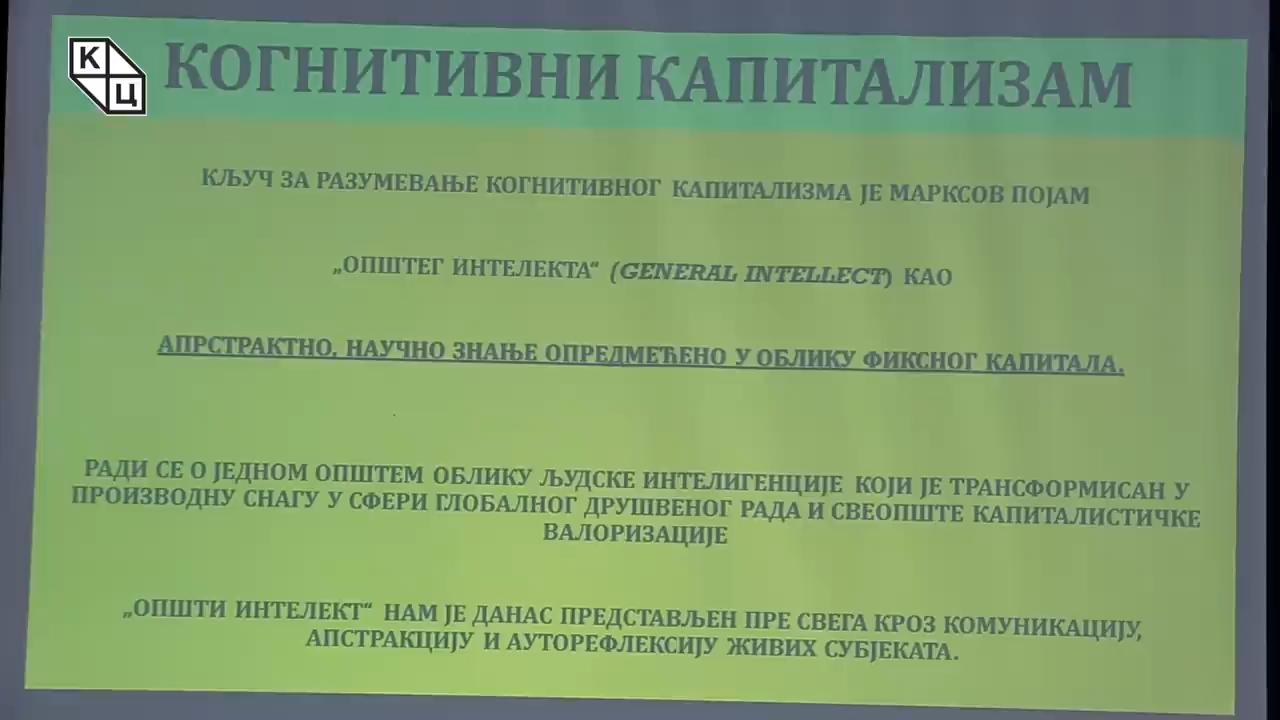 К
Ц
КОГНИТИВНИ КАПИТАЛИЗАМ
КЉУЧ ЗА РАЗУМЕВАЊЕ КОГНИТИВНОГ КАПИТАЛИЗМА ЈЕ МАРКСОВ ПОЈАМ
„ОПШТЕГ ИНТЕЛЕКТА“ (GENERAL INTELLECT) КАО
АПРСТРАКТНО, НАУЧНО ЗНАЊЕ ОПРЕДМЕЋЕНО У ОБЛИКУ ФИКСНОГ КАПИТАЛА.
РАДИ СЕ О ЈЕДНОМ ОПШТЕМ ОБЛИКУ ЉУДСКЕ ИНТЕЛИГЕНЦИЈЕ КОЈИ ЈЕ ТРАНСФОРМИСАН У
ПРОИЗВОДНУ СНАГУ У СФЕРИ ГЛОБАЛНОГ ДРУШВЕНОГ РАДА И СВЕОПШТЕ КАПИТАЛИСТИЧКЕ
ВАЛОРИЗАЦИЈЕ
„ОПШТИ ИНТЕЛЕКТ“ НАМ ЈЕ ДАНАС ПРЕДСТАВЉЕН ПРЕ СВЕГА КРОЗ КОМУНИКАЦИЈУ,
АПСТРАКЦИЈУ И АУТОРЕФЛЕКСИЈУ ЖИВИХ СУБЈЕКАТА.